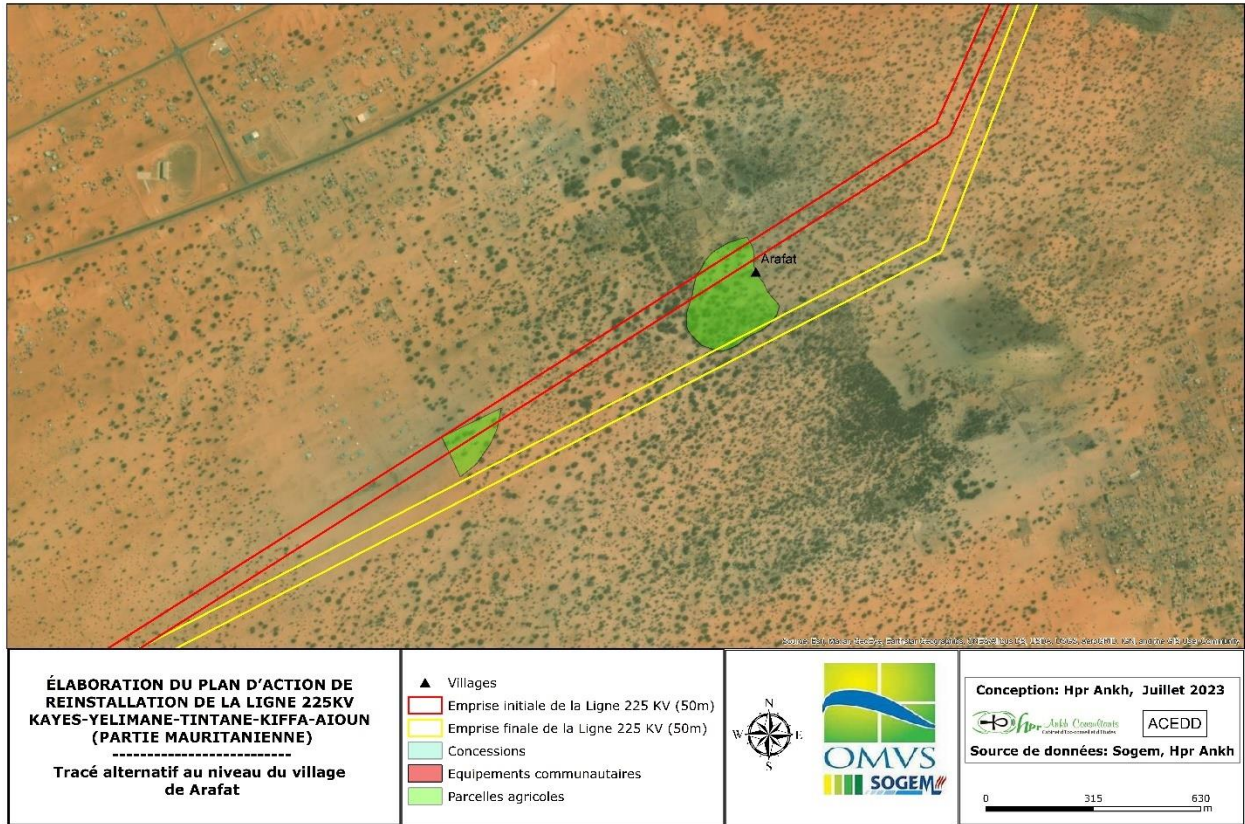 Arafat
ÉLABORATION DU PLAN D’ACTION DE
REINSTALLATION DE LA LIGNE 225KV
KAYES-YELIMANE-TINTANE-KIFFA-AIOUN
(PARTIE MAURITANIENNE)
--------------------------
Tracé alternatif au niveau du village
de Arafat
Villages
Emprise initiale de la Ligne 225 KV (50m)
Emprise finale de la Ligne 225 KV (50m)
Concessions
Equipements communautaires
Parcelles agricoles
N
W E
S
OMVS
SOGEM
Conception: Hpr Ankh, Juillet 2023
hpr Ankh Consultants
ACEDD
Source de données: Sogem, Hpr Ankh
0 315 630
m